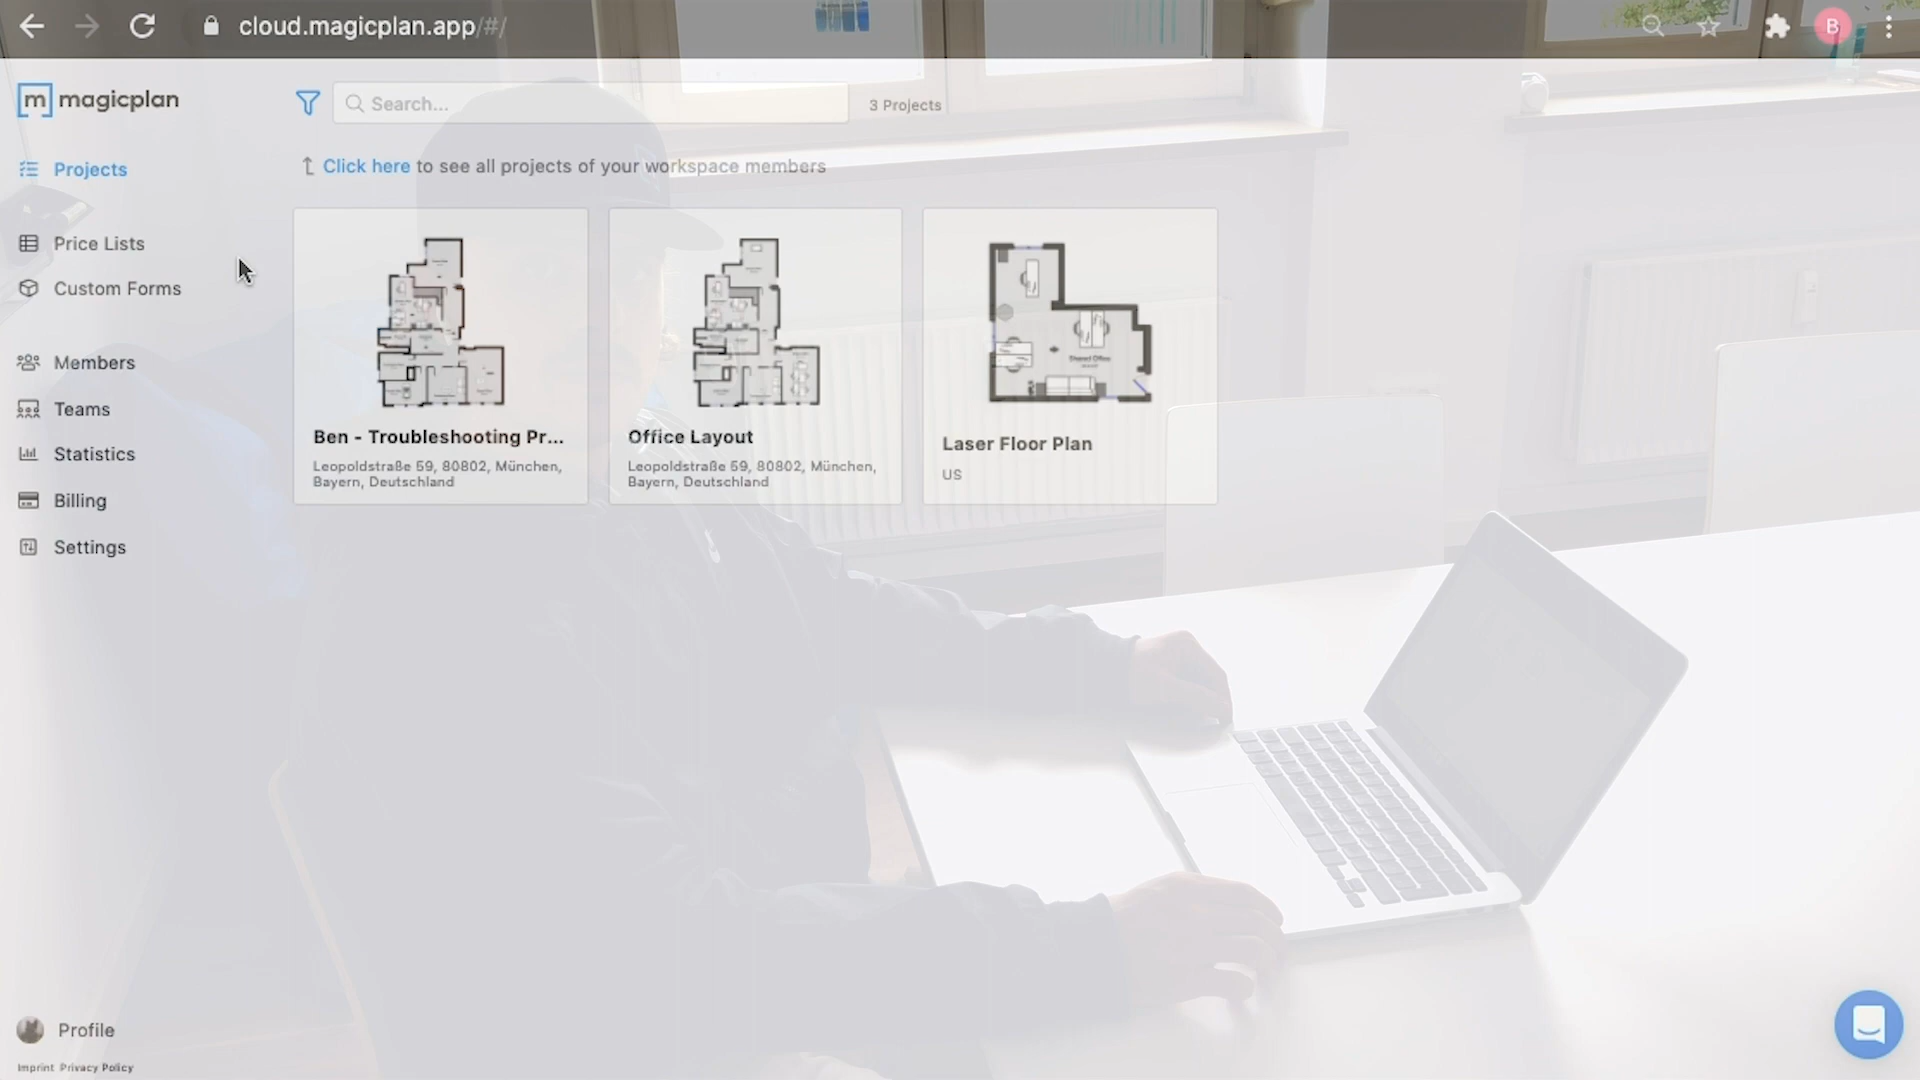 cloud.magicplan.app/#/
B
m magicplan
Search...
3 Projects
Click here to see all projects of your workspace members
Projects
Price Lists
Custom Forms
Members
Teams
Statistics
Billing
Settings
Ben - Troubleshooting Pr...
Leopoldstraße 59, 80802, München,
Bayern, Deutschland
Office Layout
Leopoldstraße 59, 80802, München,
Bayern, Deutschland
Shared Office
Laser Floor Plan
US
Profile
Imprint Privacy Policy